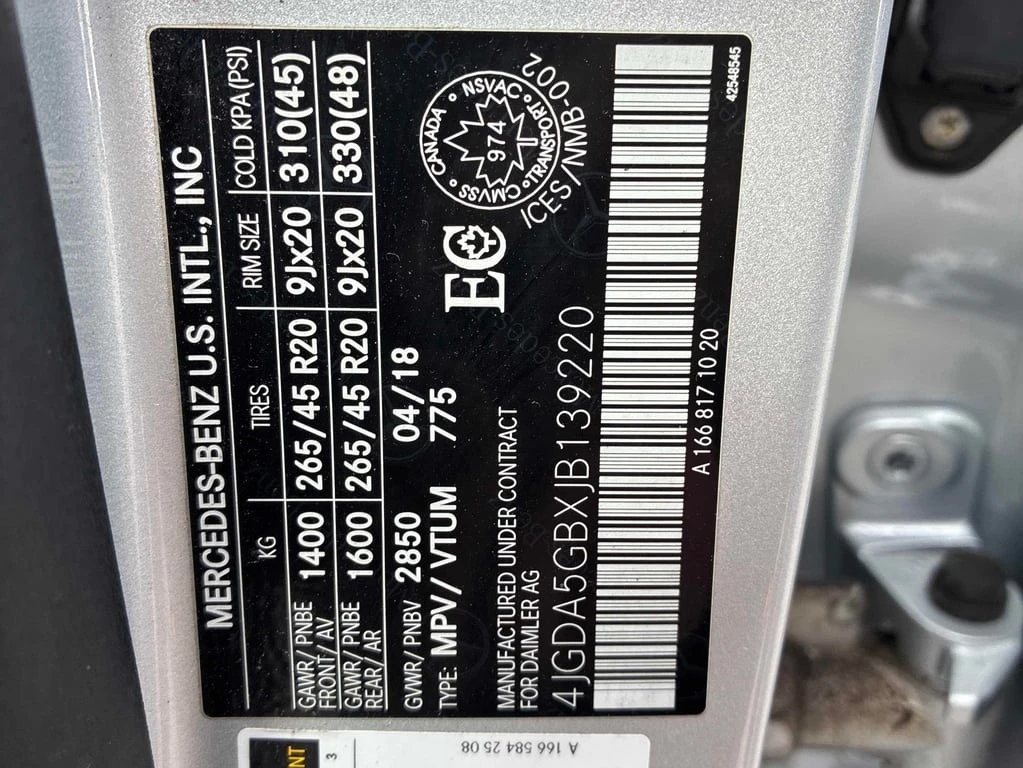 MERCEDES-BENZ U.S. INTL., INC
KG TIRES RIM SIZE COLD KPA (PSI)
GAWR/PNBE FRONT/AV 1400 265/45 R20 9Jx20 310(45)
GAWR/PNBE REAR/AR 1600 265/45 R20 9Jx20 330(48)
GVWR/PNBV 2850 04/18
TYPE: MPV/VTUM 775
EC
CANADA · NSVAC · TRANSPORT · CMVSS
974
ICES/NMB-002
MANUFACTURED UNDER CONTRACT
FOR DAIMLER AG
4JGDA5GBXJB139220
A 166 817 10 20
42548545
A 166 584 25 08
NT
3